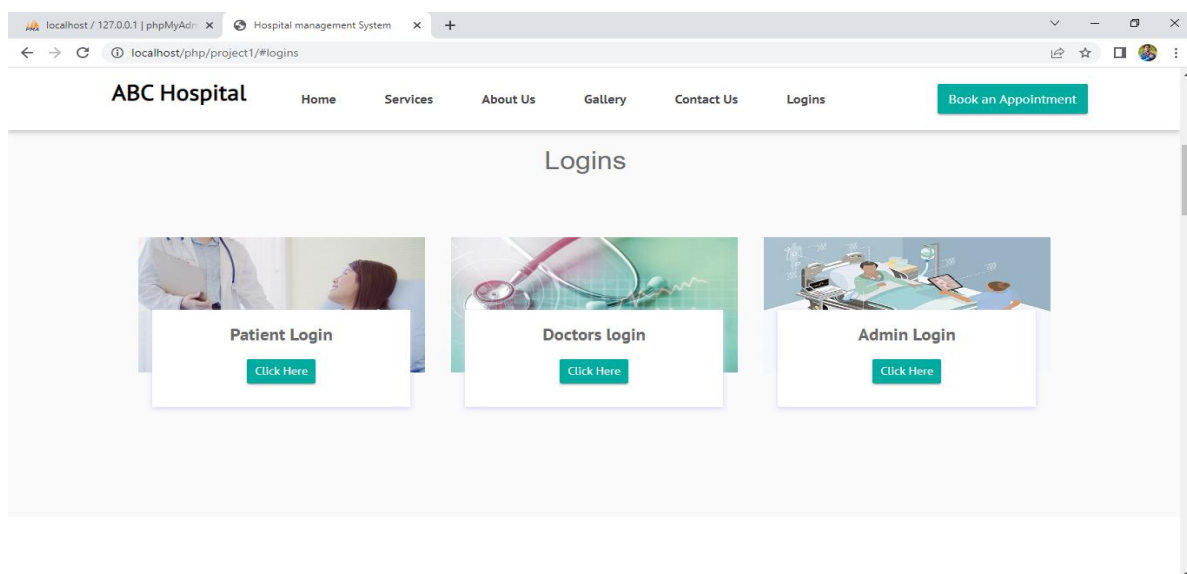 localhost / 127.0.0.1 | phpMyAdn
Hospital management System
localhost/php/project1/#logins
ABC Hospital Home Services About Us Gallery Contact Us Logins Book an Appointment
Logins
Patient Login Doctors login Admin Login
Click Here Click Here Click Here